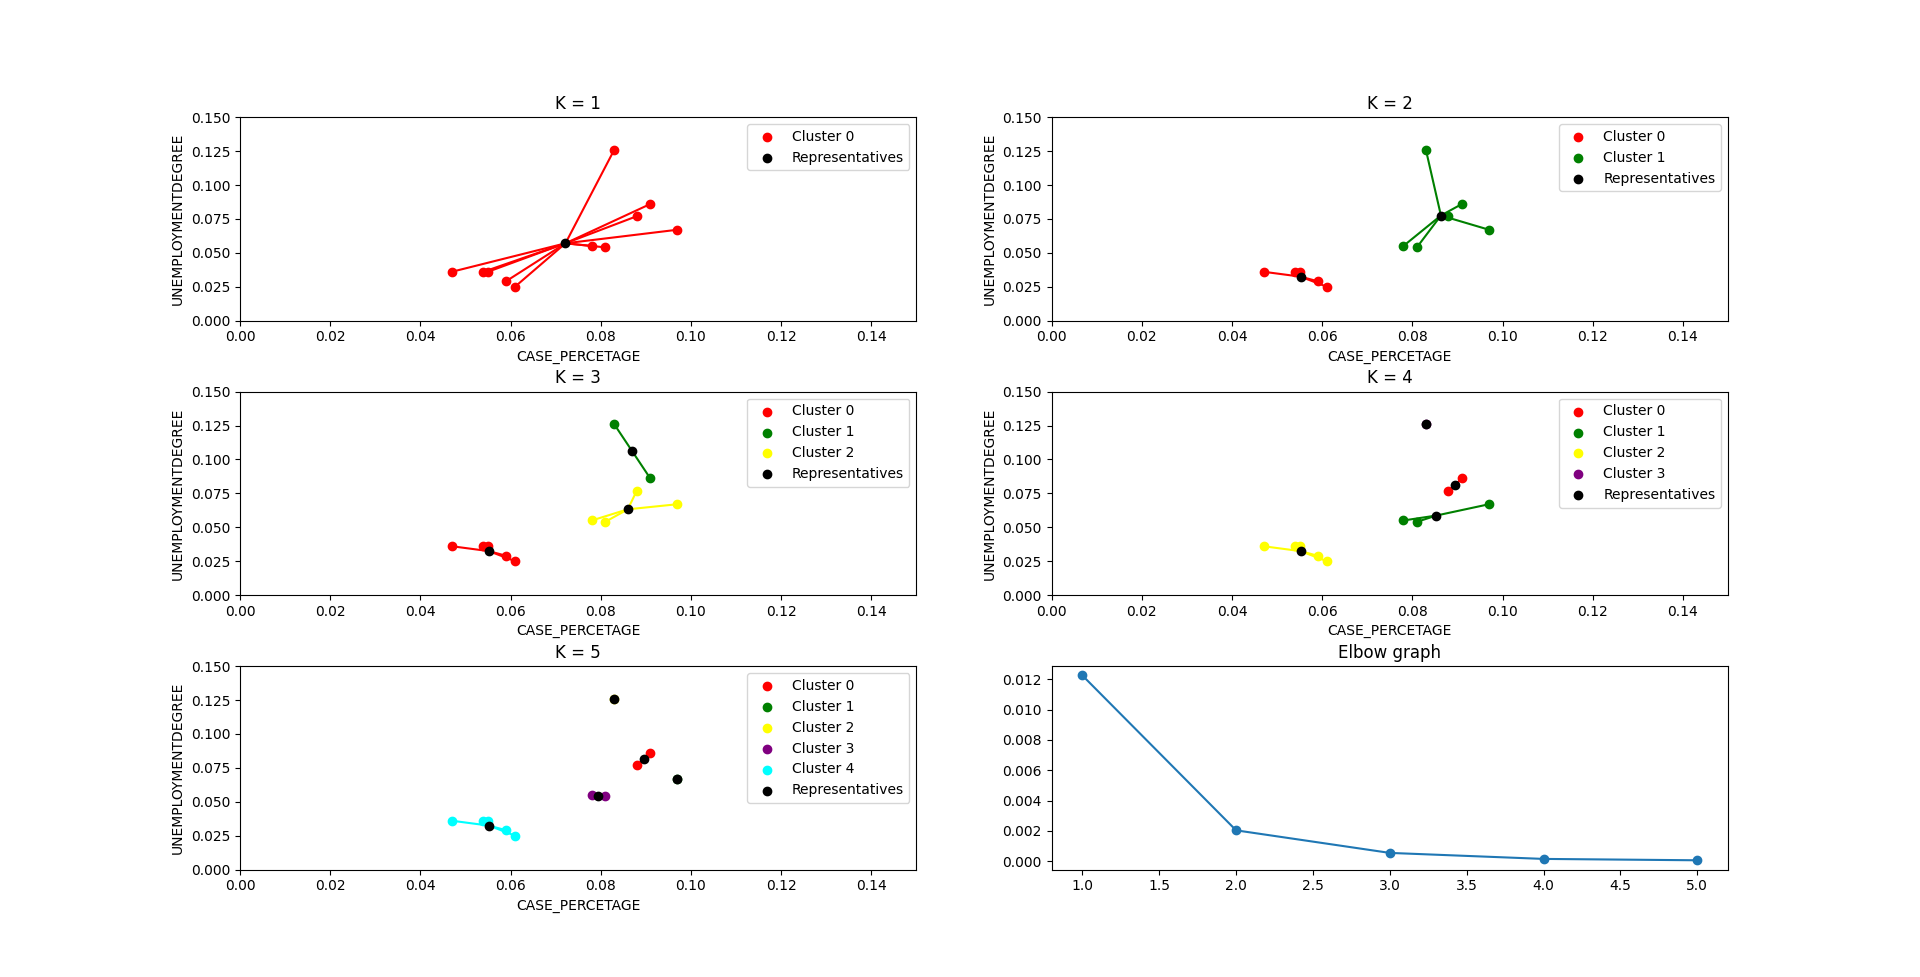 K = 1
0.150
0.125
0.100
0.075
0.050
0.025
0.000
UNEMPLOYMENTDEGREE
Cluster 0
Representatives
0.00 0.02 0.04 0.06 0.08 0.10 0.12 0.14
CASE_PERCETAGE
K = 2
0.150
0.125
0.100
0.075
0.050
0.025
0.000
UNEMPLOYMENTDEGREE
Cluster 0
Cluster 1
Representatives
0.00 0.02 0.04 0.06 0.08 0.10 0.12 0.14
CASE_PERCETAGE
K = 3
0.150
0.125
0.100
0.075
0.050
0.025
0.000
UNEMPLOYMENTDEGREE
Cluster 0
Cluster 1
Cluster 2
Representatives
0.00 0.02 0.04 0.06 0.08 0.10 0.12 0.14
CASE_PERCETAGE
K = 4
0.150
0.125
0.100
0.075
0.050
0.025
0.000
UNEMPLOYMENTDEGREE
Cluster 0
Cluster 1
Cluster 2
Cluster 3
Representatives
0.00 0.02 0.04 0.06 0.08 0.10 0.12 0.14
CASE_PERCETAGE
K = 5
0.150
0.125
0.100
0.075
0.050
0.025
0.000
UNEMPLOYMENTDEGREE
Cluster 0
Cluster 1
Cluster 2
Cluster 3
Cluster 4
Representatives
0.00 0.02 0.04 0.06 0.08 0.10 0.12 0.14
CASE_PERCETAGE
Elbow graph
0.012
0.010
0.008
0.006
0.004
0.002
0.000
1.0 1.5 2.0 2.5 3.0 3.5 4.0 4.5 5.0